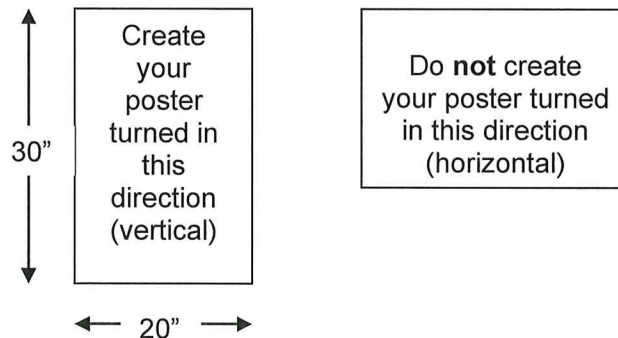 Create
your
poster
turned in
this
direction
(vertical)
30”
20”
Do not create
your poster turned
in this direction
(horizontal)